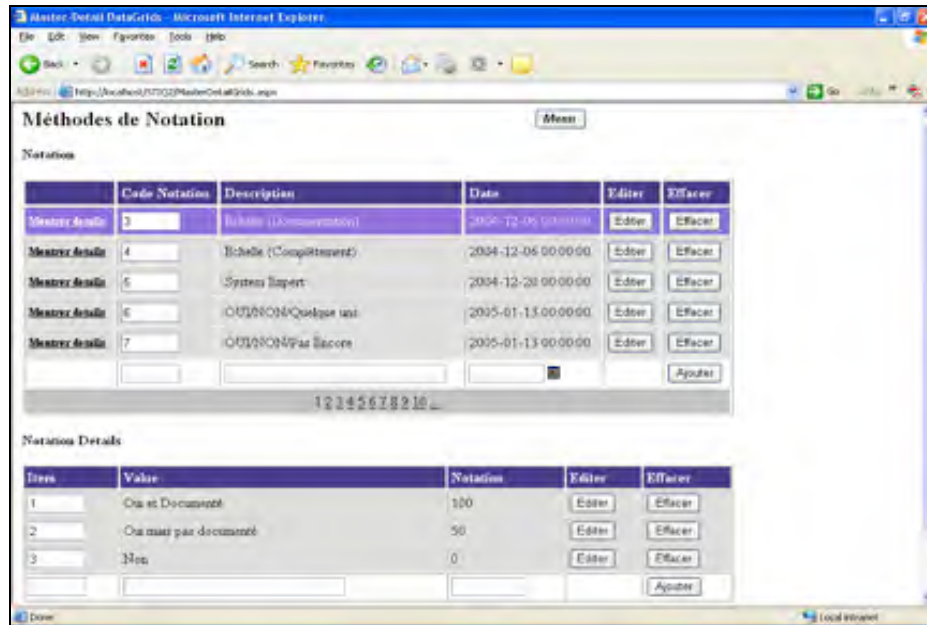 Master-Detail DataGrids - Microsoft Internet Explorer
File Edit View Favorites Tools Help
Back Search Favorites
Address http://localhost/ Go
Méthodes de Notation Menu
Notation
Code Notation Description Date Editer Effacer
Montrer details 3 Echelle (Documentation) 2004-12-06 00:00:00 Editer Effacer
Montrer details 4 Echelle (Complètement) 2004-12-06 00:00:00 Editer Effacer
Montrer details 5 System Expert 2004-12-20 00:00:00 Editer Effacer
Montrer details 6 OUI/NON/Quelque uns 2005-01-13 00:00:00 Editer Effacer
Montrer details 7 OUI/NON/Pas Encore 2005-01-13 00:00:00 Editer Effacer
Ajouter
1 2 3 4 5 6 7 8 9 10 ...
Notation Details
Item Value Notation Editer Effacer
1 Oui et Documenté 100 Editer Effacer
2 Oui mais pas documenté 50 Editer Effacer
3 Non 0 Editer Effacer
Ajouter
Done Local intranet